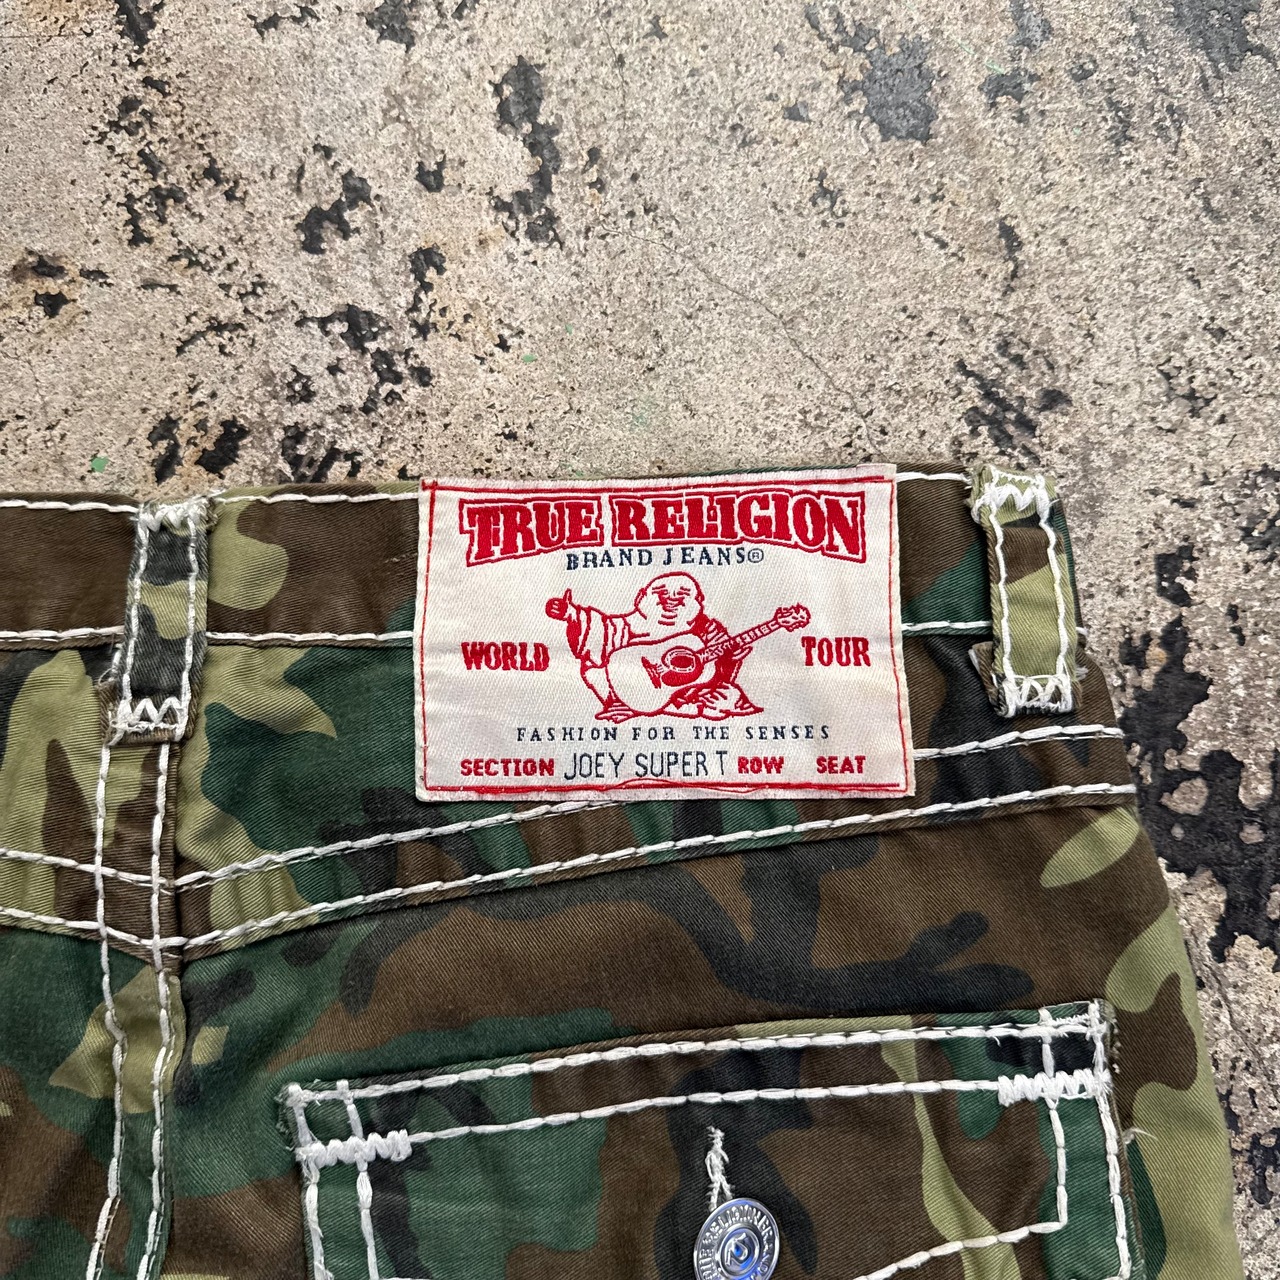 TRUE RELIGION
BRAND JEANS®
WORLD TOUR
FASHION FOR THE SENSES
SECTION JOEY SUPER T ROW SEAT